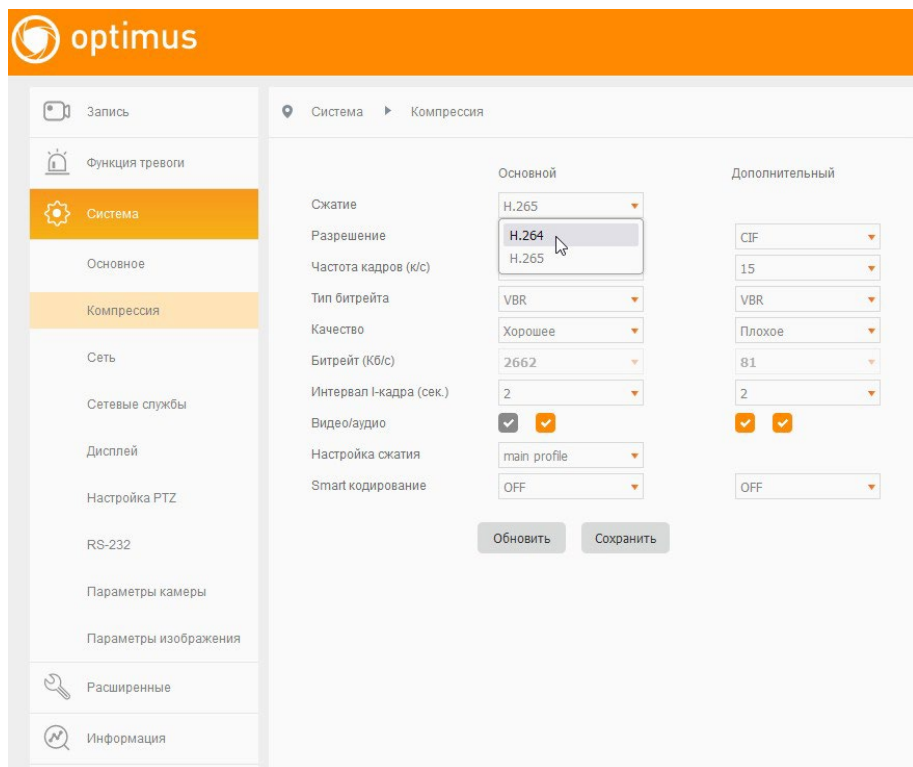 optimus
Запись
Функция тревоги
Система
Основное
Компрессия
Сеть
Сетевые службы
Дисплей
Настройка PTZ
RS-232
Параметры камеры
Параметры изображения
Расширенные
Информация
Система Компрессия
Основной Дополнительный
Сжатие H.265
H.264
H.265
Разрешение CIF
Частота кадров (к/с) 15
Тип битрейта VBR VBR
Качество Хорошее Плохое
Битрейт (Кб/с) 2662 81
Интервал I-кадра (сек.) 2 2
Видео/аудио
Настройка сжатия main profile
Smart кодирование OFF OFF
Обновить Сохранить